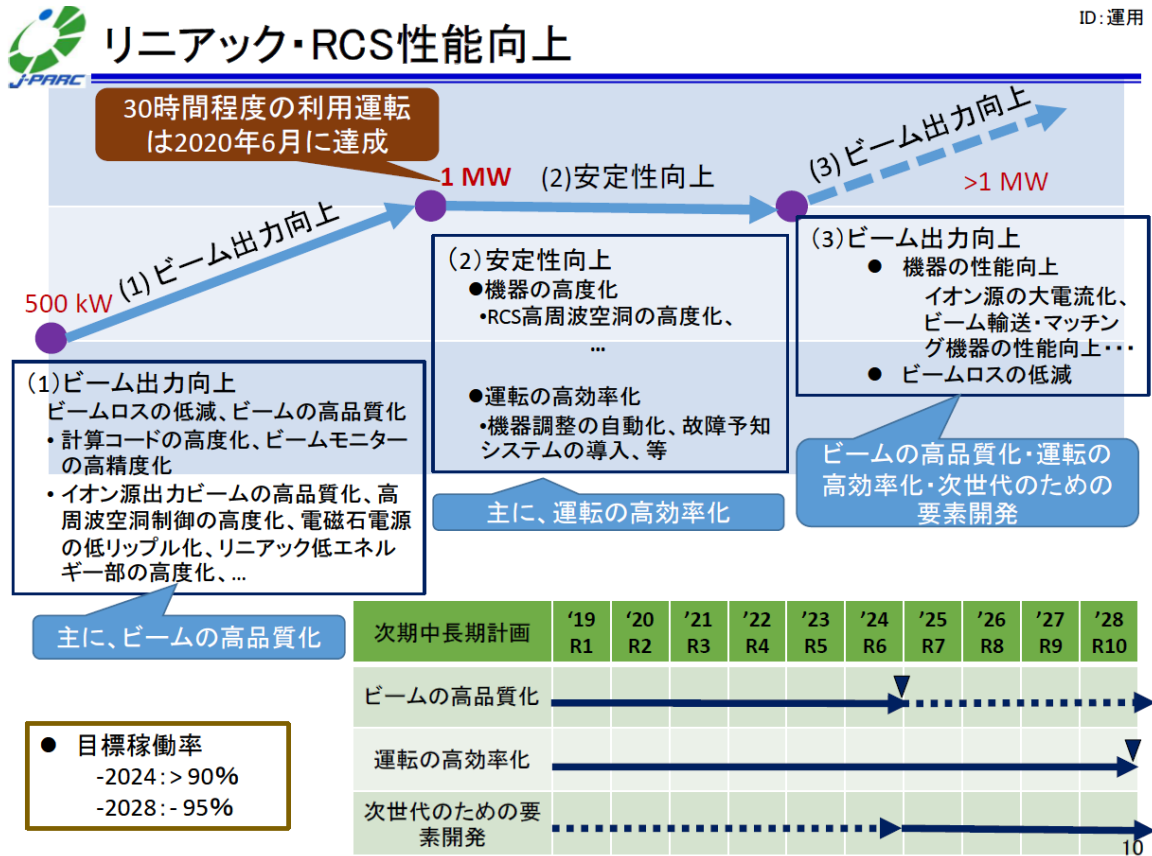 ID:運用
J-PARC
リニアック・RCS性能向上
30時間程度の利用運転
は2020年6月に達成
1 MW
(2)安定性向上
(3)ビーム出力向上
>1 MW
(1)ビーム出力向上
500 kW
(1)ビーム出力向上
ビームロスの低減、ビームの高品質化
・計算コードの高度化、ビームモニター
の高精度化
・イオン源出力ビームの高品質化、高
周波空洞制御の高度化、電磁石電源
の低リップル化、リニアック低エネル
ギー部の高度化、...
主に、ビームの高品質化
(2)安定性向上
●機器の高度化
・RCS高周波空洞の高度化、
...
●運転の高効率化
・機器調整の自動化、故障予知
システムの導入、等
主に、運転の高効率化
(3)ビーム出力向上
● 機器の性能向上
イオン源の大電流化、
ビーム輸送・マッチン
グ機器の性能向上・・・
● ビームロスの低減
ビームの高品質化・運転の
高効率化・次世代のための
要素開発
次期中長期計画 '19 '20 '21 '22 '23 '24 '25 '26 '27 '28
R1 R2 R3 R4 R5 R6 R7 R8 R9 R10
ビームの高品質化
運転の高効率化
次世代のための要
素開発
● 目標稼働率
-2024:> 90%
-2028:- 95%
10